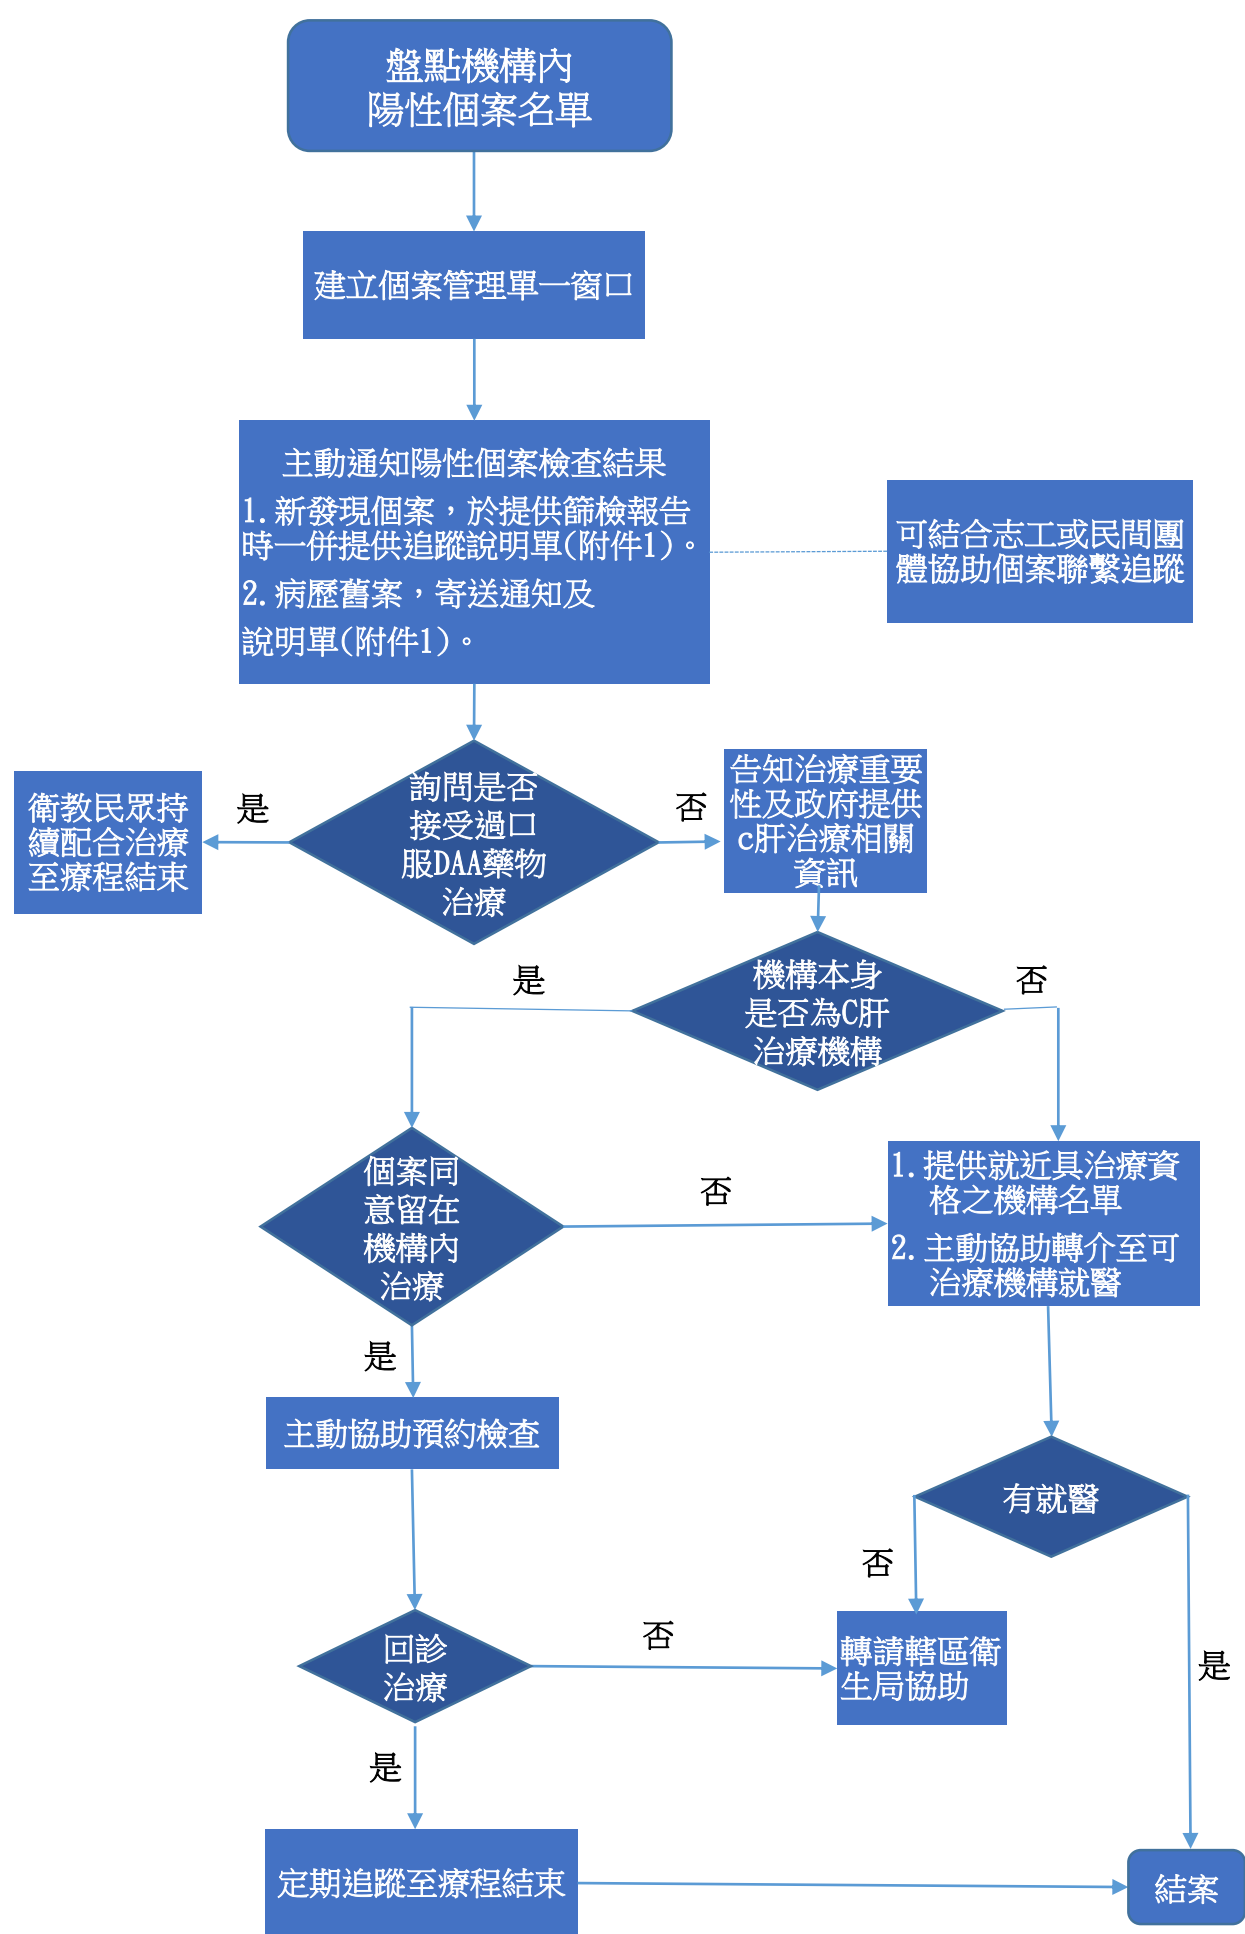 盤點機構內
陽性個案名單
建立個案管理單一窗口
主動通知陽性個案檢查結果
1.新發現個案，於提供篩檢報告
時一併提供追蹤說明單(附件1)。
2.病歷舊案，寄送通知及
說明單(附件1)。
可結合志工或民間團
體協助個案聯繫追蹤
詢問是否
接受過口
服DAA藥物
治療
是
否
衛教民眾持
續配合治療
至療程結束
告知治療重要
性及政府提供
c肝治療相關
資訊
機構本身
是否為C肝
治療機構
是
否
個案同
意留在
機構內
治療
否
是
1.提供就近具治療資
格之機構名單
2.主動協助轉介至可
治療機構就醫
主動協助預約檢查
有就醫
否
是
回診
治療
否
是
轉請轄區衛
生局協助
定期追蹤至療程結束
結案